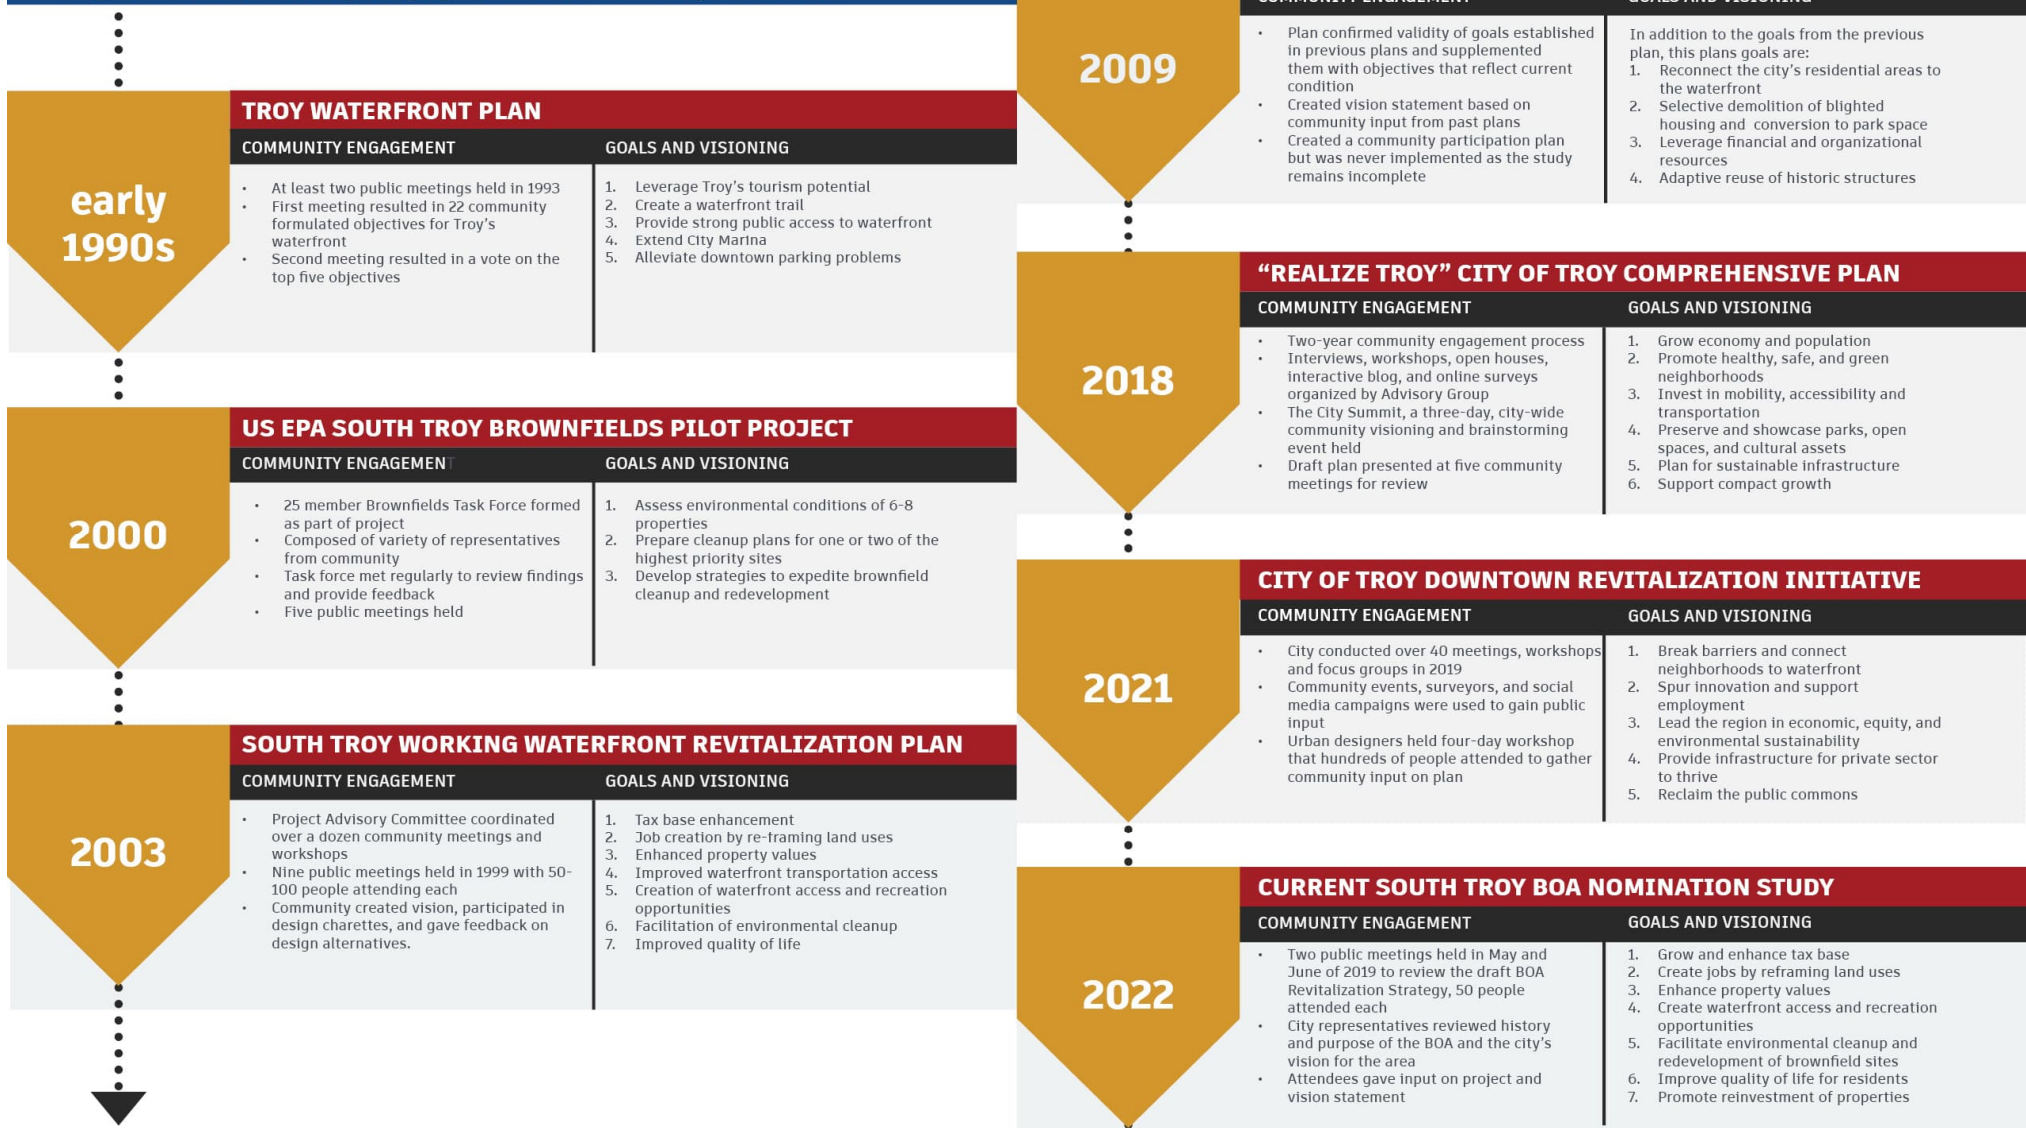 TROY WATERFRONT PLAN
COMMUNITY ENGAGEMENT
GOALS AND VISIONING
early
1990s
• At least two public meetings held in 1993
• First meeting resulted in 22 community
formulated objectives for Troy's
waterfront
• Second meeting resulted in a vote on the
top five objectives
1. Leverage Troy's tourism potential
2. Create a waterfront trail
3. Provide strong public access to waterfront
4. Extend City Marina
5. Alleviate downtown parking problems
US EPA SOUTH TROY BROWNFIELDS PILOT PROJECT
COMMUNITY ENGAGEMENT
GOALS AND VISIONING
2000
• 25 member Brownfields Task Force formed
as part of project
• Composed of variety of representatives
from community
• Task force met regularly to review findings
and provide feedback
• Five public meetings held
1. Assess environmental conditions of 6-8
properties
2. Prepare cleanup plans for one or two of the
highest priority sites
3. Develop strategies to expedite brownfield
cleanup and redevelopment
SOUTH TROY WORKING WATERFRONT REVITALIZATION PLAN
COMMUNITY ENGAGEMENT
GOALS AND VISIONING
2003
• Project Advisory Committee coordinated
over a dozen community meetings and
workshops
• Nine public meetings held in 1999 with 50-
100 people attending each
• Community created vision, participated in
design charettes, and gave feedback on
design alternatives.
1. Tax base enhancement
2. Job creation by re-framing land uses
3. Enhanced property values
4. Improved waterfront transportation access
5. Creation of waterfront access and recreation
opportunities
6. Facilitation of environmental cleanup
7. Improved quality of life
COMMUNITY ENGAGEMENT
GOALS AND VISIONING
2009
• Plan confirmed validity of goals established
in previous plans and supplemented
them with objectives that reflect current
condition
• Created vision statement based on
community input from past plans
• Created a community participation plan
but was never implemented as the study
remains incomplete
In addition to the goals from the previous
plan, this plans goals are:
1. Reconnect the city's residential areas to
the waterfront
2. Selective demolition of blighted
housing and conversion to park space
3. Leverage financial and organizational
resources
4. Adaptive reuse of historic structures
“REALIZE TROY” CITY OF TROY COMPREHENSIVE PLAN
COMMUNITY ENGAGEMENT
GOALS AND VISIONING
2018
• Two-year community engagement process
• Interviews, workshops, open houses,
interactive blog, and online surveys
organized by Advisory Group
• The City Summit, a three-day, city-wide
community visioning and brainstorming
event held
• Draft plan presented at five community
meetings for review
1. Grow economy and population
2. Promote healthy, safe, and green
neighborhoods
3. Invest in mobility, accessibility and
transportation
4. Preserve and showcase parks, open
spaces, and cultural assets
5. Plan for sustainable infrastructure
6. Support compact growth
CITY OF TROY DOWNTOWN REVITALIZATION INITIATIVE
COMMUNITY ENGAGEMENT
GOALS AND VISIONING
2021
• City conducted over 40 meetings, workshops
and focus groups in 2019
• Community events, surveyors, and social
media campaigns were used to gain public
input
• Urban designers held four-day workshop
that hundreds of people attended to gather
community input on plan
1. Break barriers and connect
neighborhoods to waterfront
2. Spur innovation and support
employment
3. Lead the region in economic, equity, and
environmental sustainability
4. Provide infrastructure for private sector
to thrive
5. Reclaim the public commons
CURRENT SOUTH TROY BOA NOMINATION STUDY
COMMUNITY ENGAGEMENT
GOALS AND VISIONING
2022
• Two public meetings held in May and
June of 2019 to review the draft BOA
Revitalization Strategy, 50 people
attended each
• City representatives reviewed history
and purpose of the BOA and the city's
vision for the area
• Attendees gave input on project and
vision statement
1. Grow and enhance tax base
2. Create jobs by reframing land uses
3. Enhance property values
4. Create waterfront access and recreation
opportunities
5. Facilitate environmental cleanup and
redevelopment of brownfield sites
6. Improve quality of life for residents
7. Promote reinvestment of properties